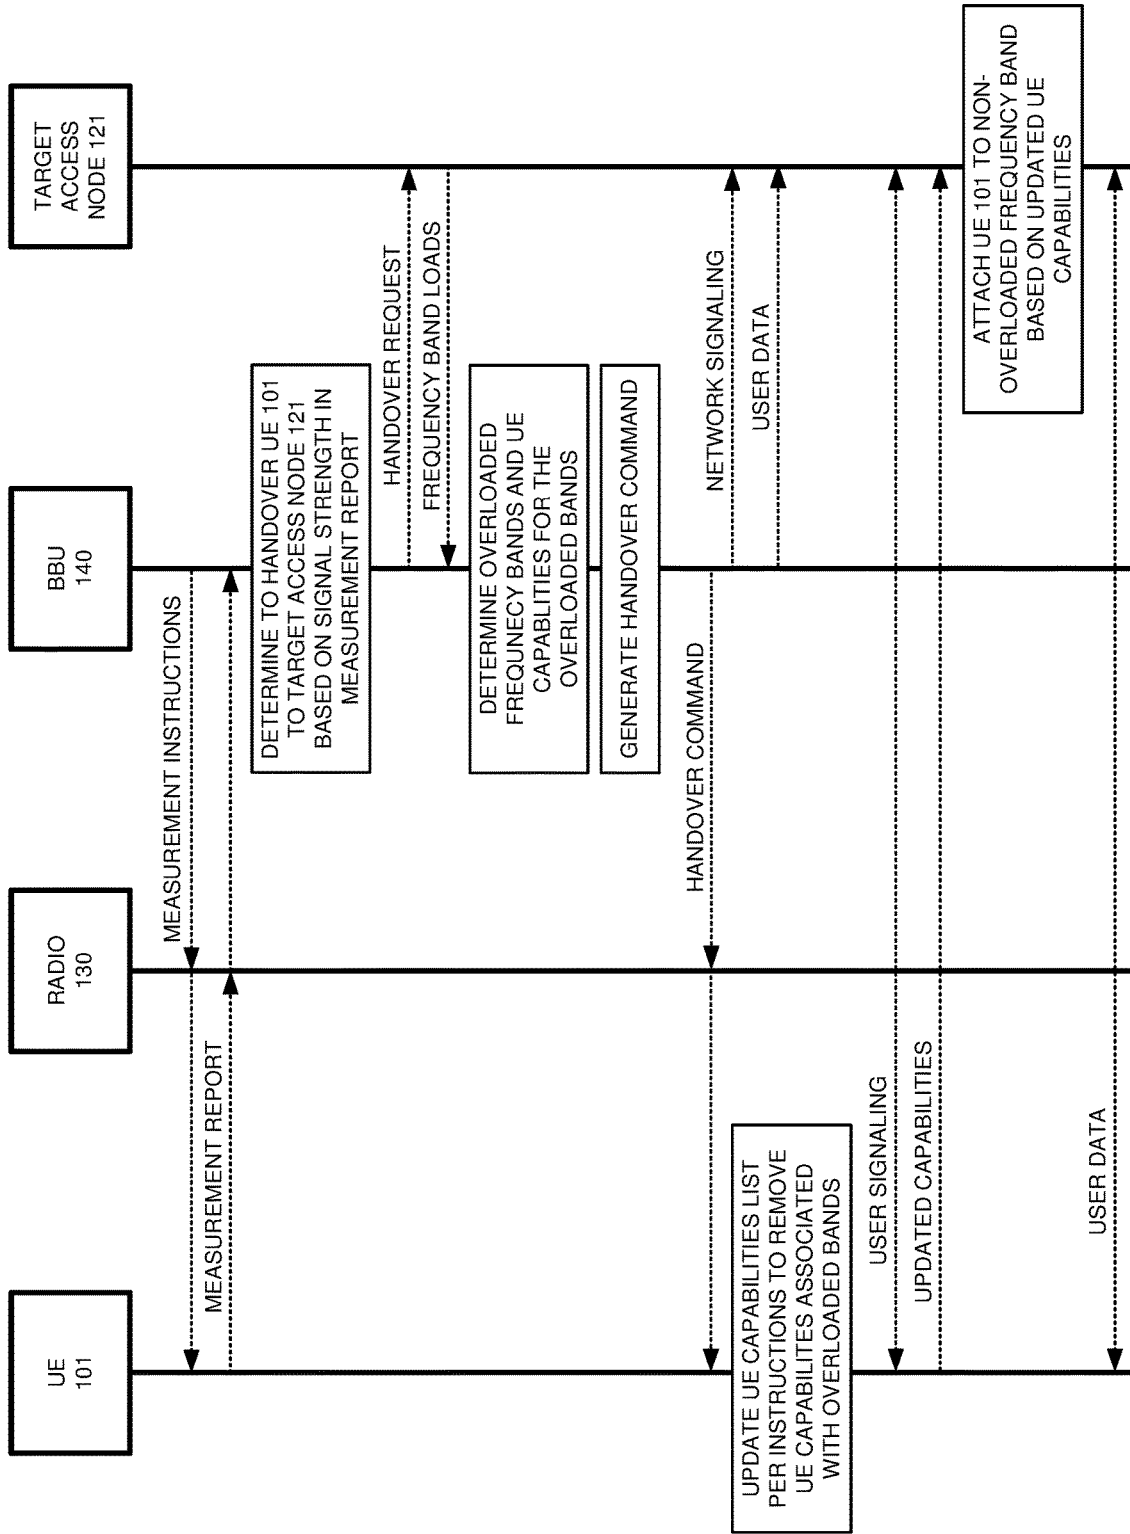 UE
101
RADIO
130
BBU
140
TARGET
ACCESS
NODE 121
MEASUREMENT INSTRUCTIONS
MEASUREMENT REPORT
DETERMINE TO HANDOVER UE 101
TO TARGET ACCESS NODE 121
BASED ON SIGNAL STRENGTH IN
MEASUREMENT REPORT
HANDOVER REQUEST
FREQUENCY BAND LOADS
DETERMINE OVERLOADED
FREQUNECY BANDS AND UE
CAPABLITIES FOR THE
OVERLOADED BANDS
GENERATE HANDOVER COMMAND
HANDOVER COMMAND
NETWORK SIGNALING
USER DATA
UPDATE UE CAPABILITIES LIST
PER INSTRUCTIONS TO REMOVE
UE CAPABILITES ASSOCIATED
WITH OVERLOADED BANDS
USER SIGNALING
UPDATED CAPABILITIES
ATTACH UE 101 TO NON-
OVERLOADED FREQUENCY BAND
BASED ON UPDATED UE
CAPABILITIES
USER DATA